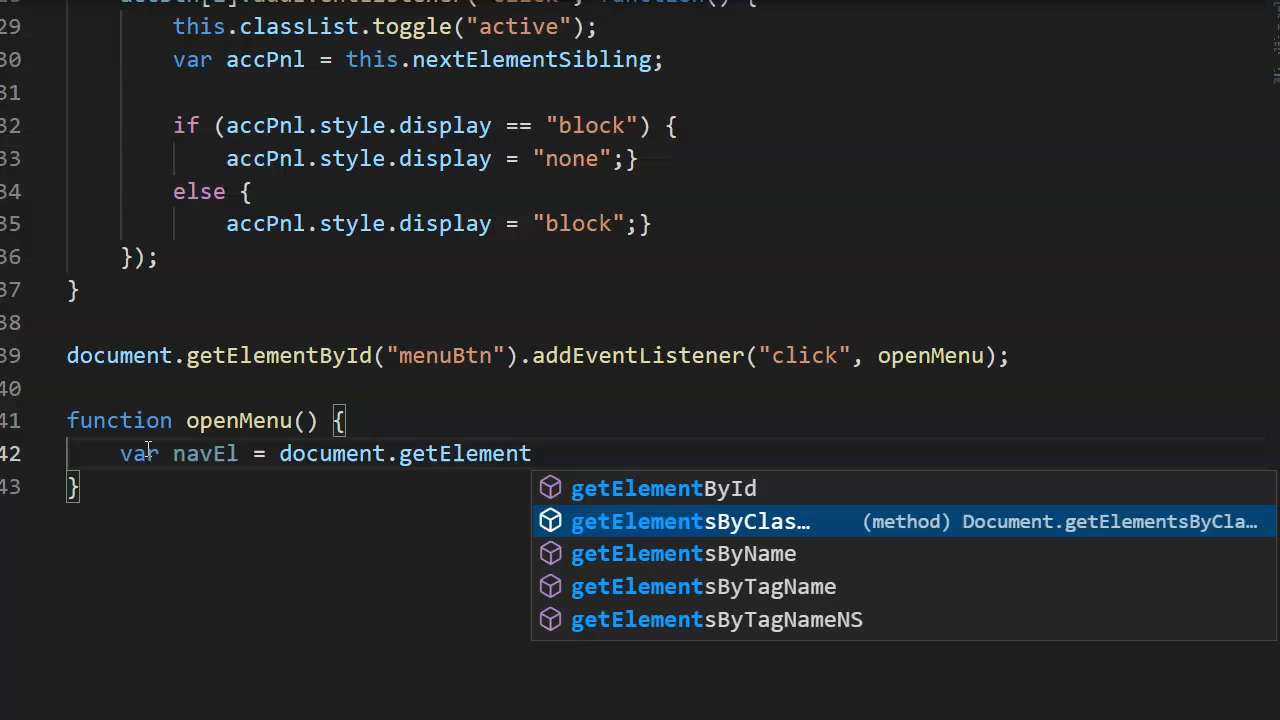 29 this.classList.toggle("active");
30 var accPnl = this.nextElementSibling;
31
32 if (accPnl.style.display == "block") {
33 accPnl.style.display = "none";}
34 else {
35 accPnl.style.display = "block";}
36 });
37 }
38
39 document.getElementById("menuBtn").addEventListener("click", openMenu);
40
41 function openMenu() {
42 var navEl = document.getElement
43 }
getElementById
getElementsByClas… (method) Document.getElementsByCla…
getElementsByName
getElementsByTagName
getElementsByTagNameNS